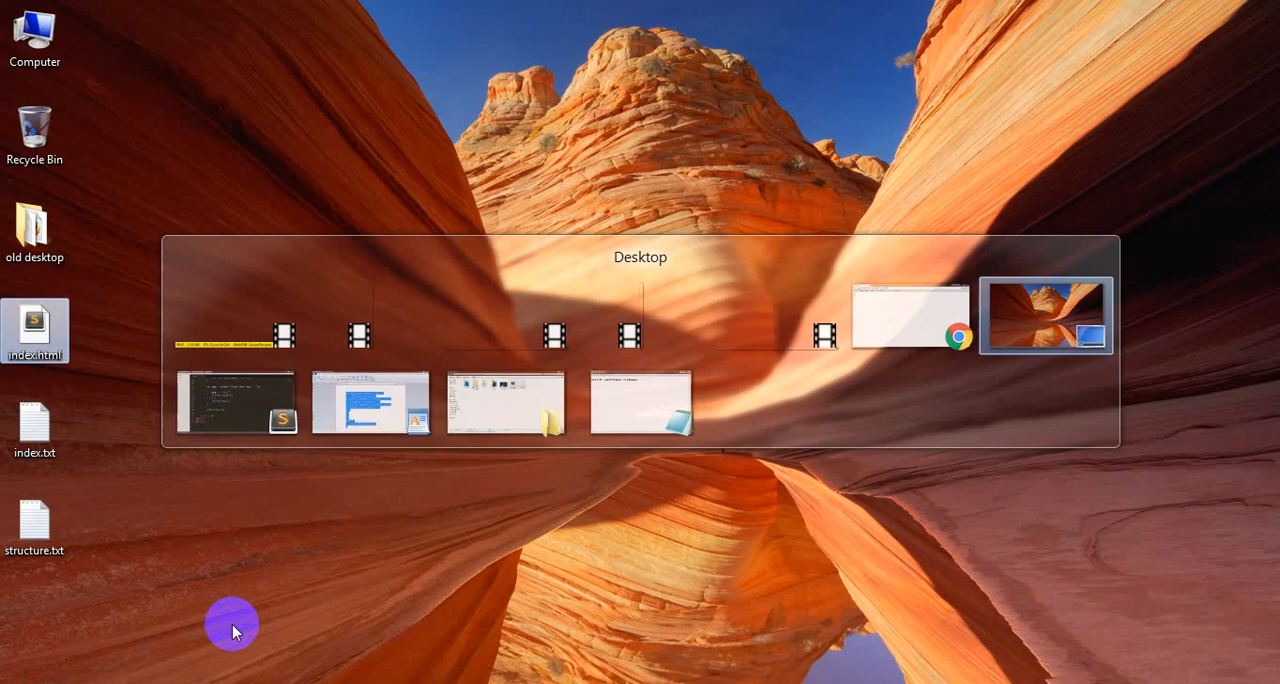 Computer
Recycle Bin
old desktop
index.html
index.txt
structure.txt
Desktop